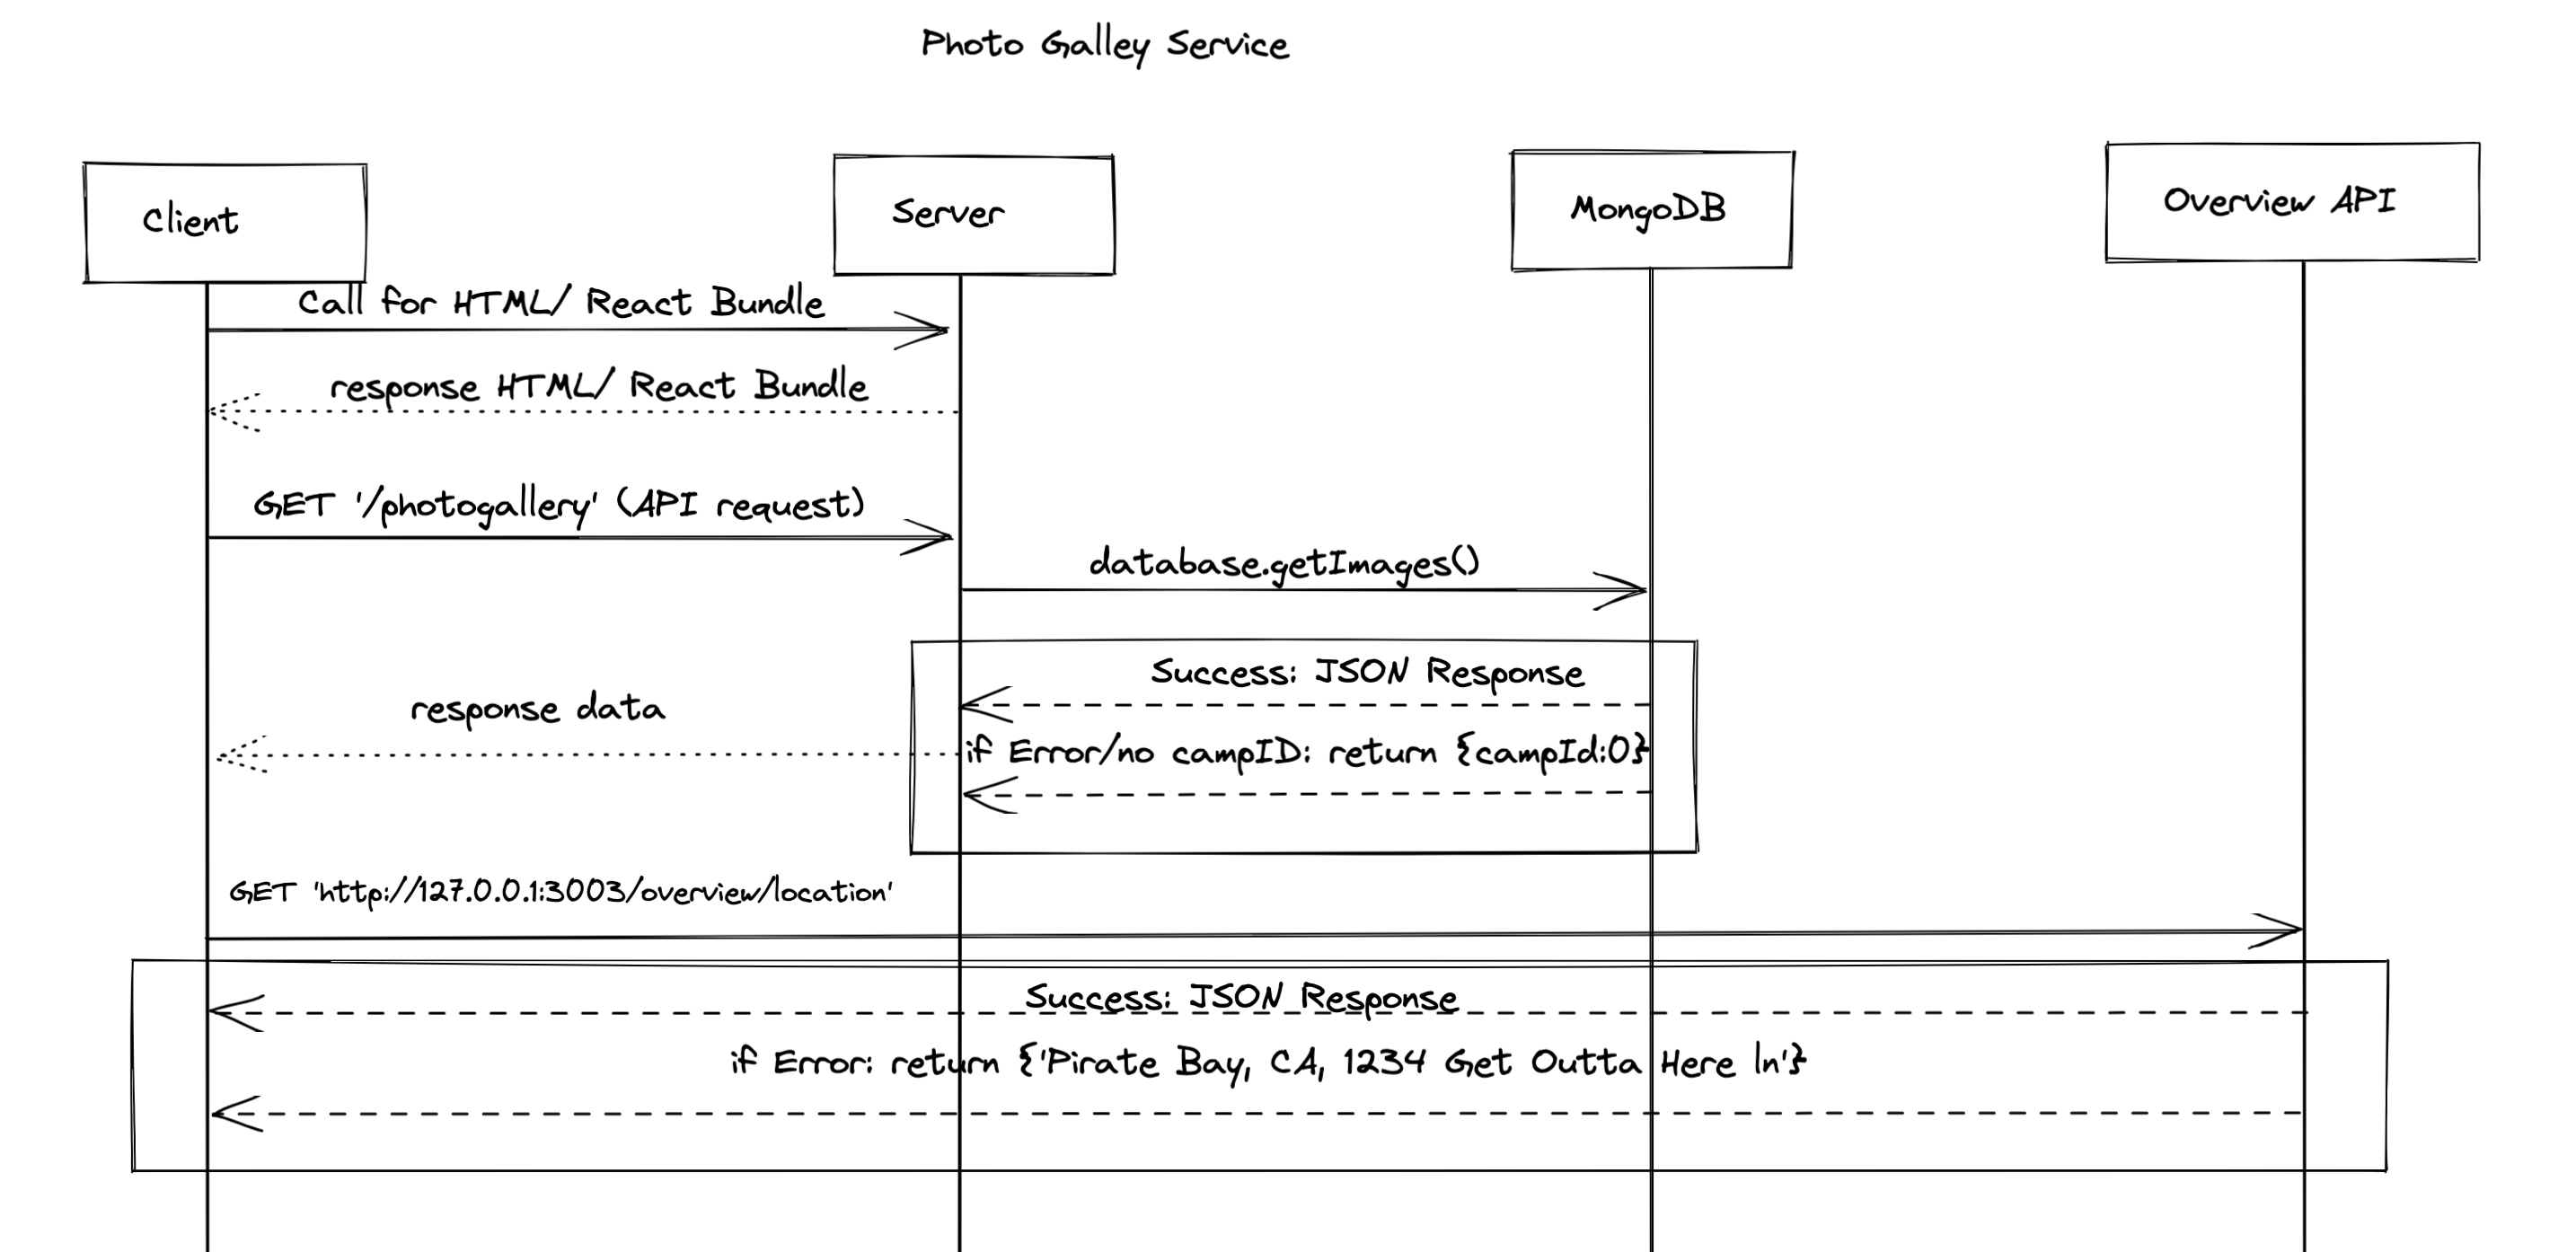 Photo Galley Service
Client
Server
MongoDB
Overview API
Call for HTML/ React Bundle
response HTML/ React Bundle
GET '/photogallery' (API request)
database.getImages()
Success: JSON Response
response data
if Error/no campID: return {campId:0}
GET 'http://127.0.0.1:3003/overview/location'
Success: JSON Response
if Error: return {'Pirate Bay, CA, 1234 Get Outta Here ln'}